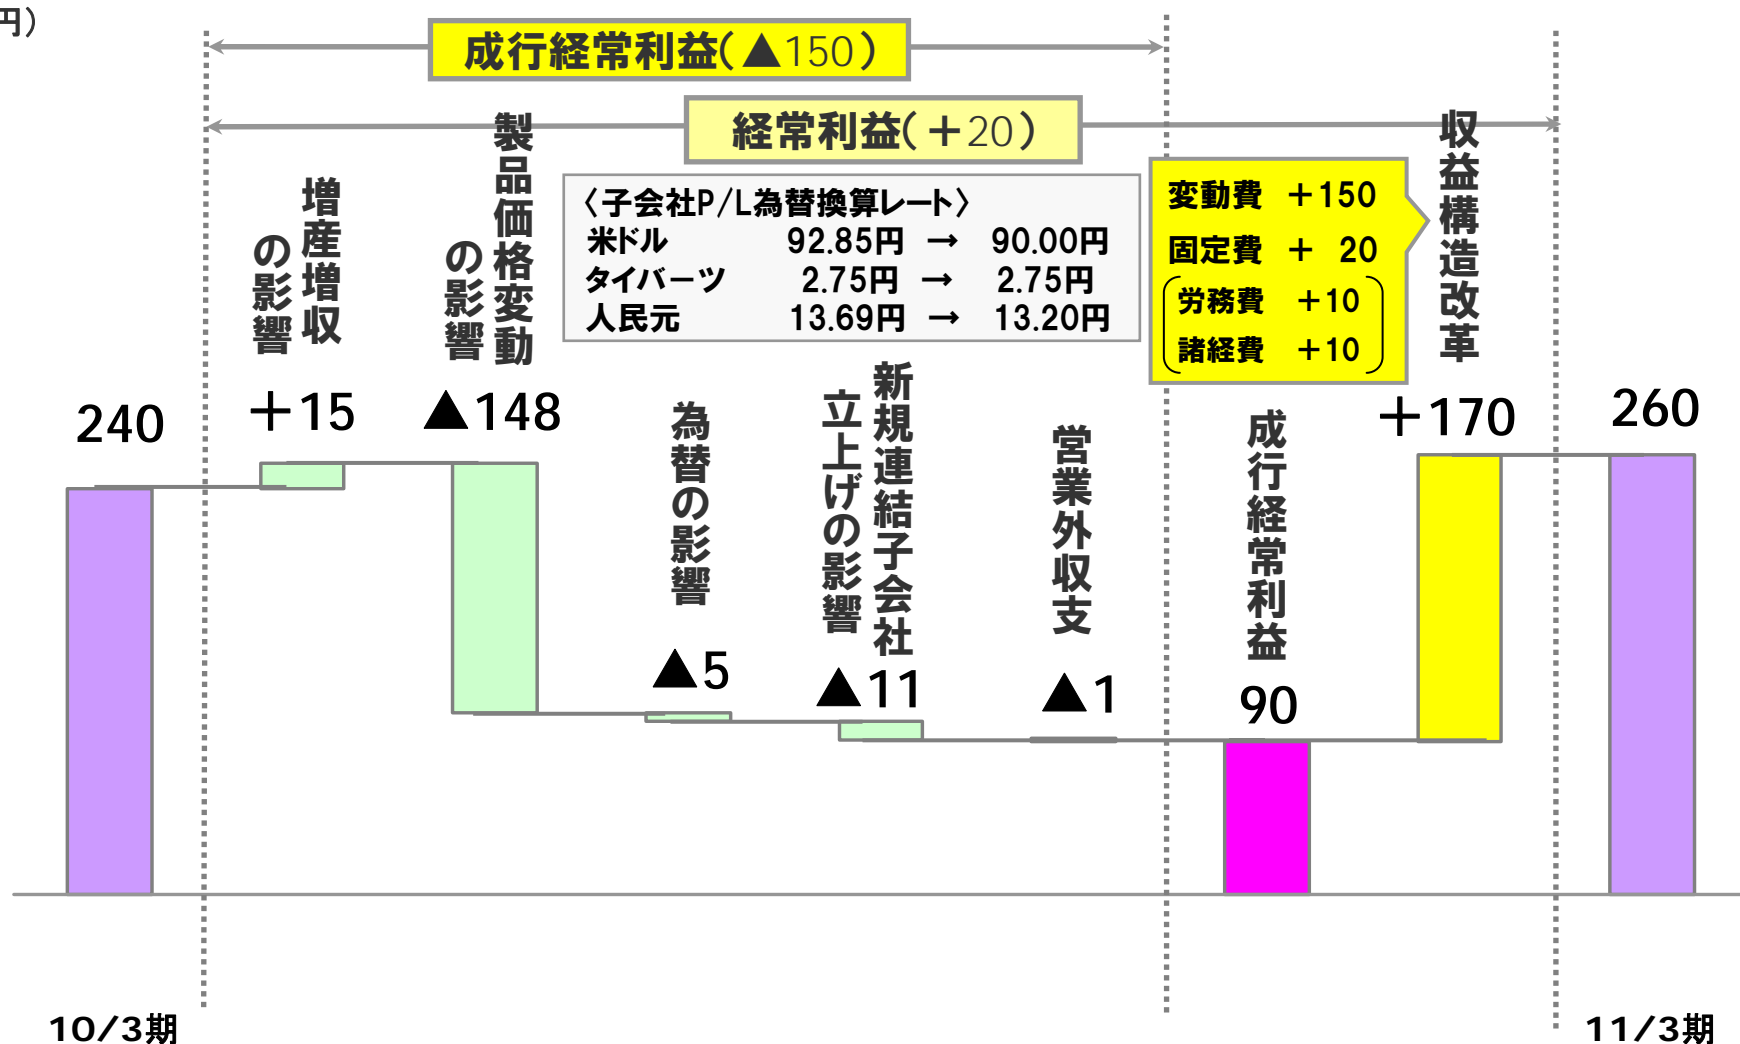 円）
成行経常利益（▲150）
経常利益（＋20）
増産増収
の影響
＋15
製品価格変動
の影響
▲148
〈子会社P/L為替換算レート〉
米ドル 92.85円 → 90.00円
タイバーツ 2.75円 → 2.75円
人民元 13.69円 → 13.20円
変動費 ＋150
固定費 ＋ 20
労務費 ＋10
諸経費 ＋10
収益構造改革
＋170
240
為替の影響
▲5
新規連結子会社
立上げの影響
▲11
営業外収支
▲1
成行経常利益
90
260
10/3期
11/3期